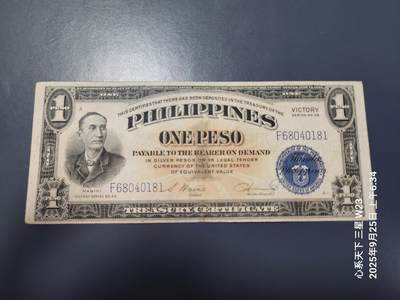 THIS CERTIFIES THAT THERE HAS BEEN DEPOSITED IN THE TREASURY OF THE
PHILIPPINES
VICTORY
SERIES NO. 66
1
1
ONE PESO
F68040181
PAYABLE TO THE BEARER ON DEMAND
IN SILVER PESOS OR IN LEGAL TENDER
CURRENCY OF THE UNITED STATES
OF EQUIVALENT VALUE
MABINI
F68040181
TREASURY CERTIFICATE
心系天下 三星 W23
2025年9月25日 上午6:34